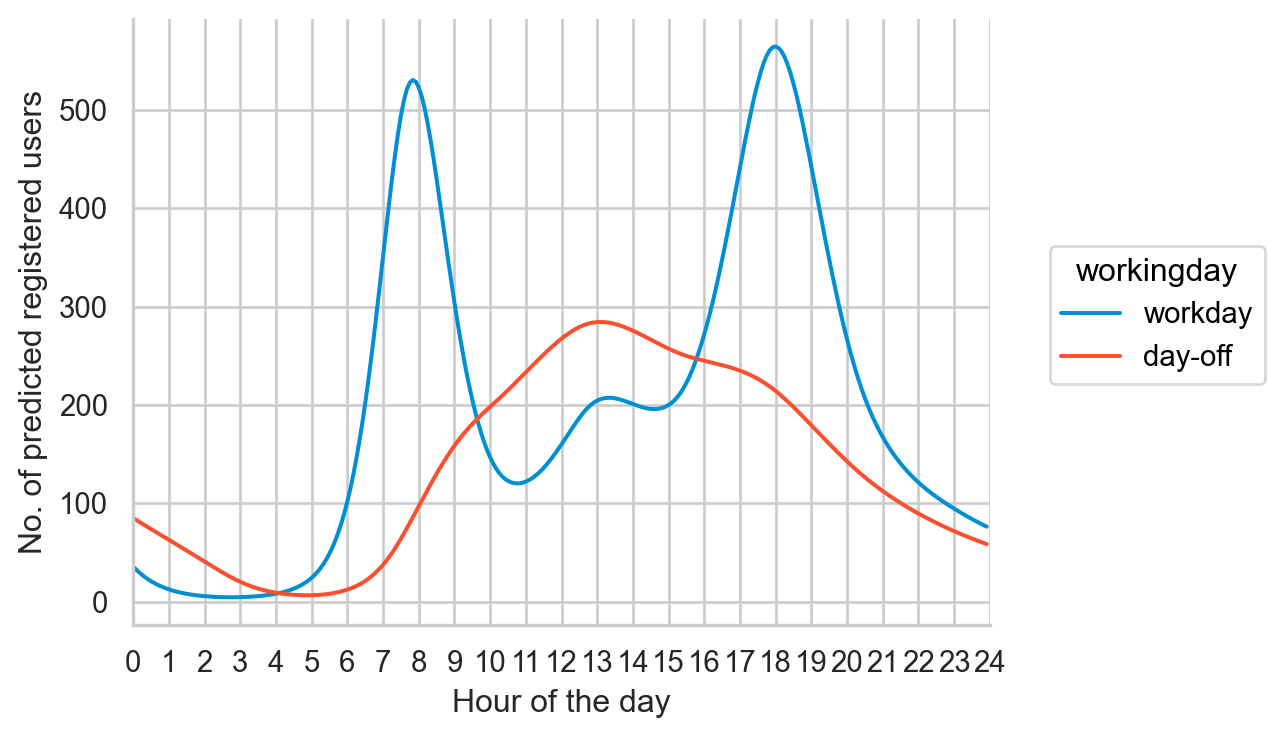 No. of predicted registered users
500
400
300
200
100
0
0 1 2 3 4 5 6 7 8 9 10 11 12 13 14 15 16 17 18 19 20 21 22 23 24
Hour of the day
workingday
workday
day-off